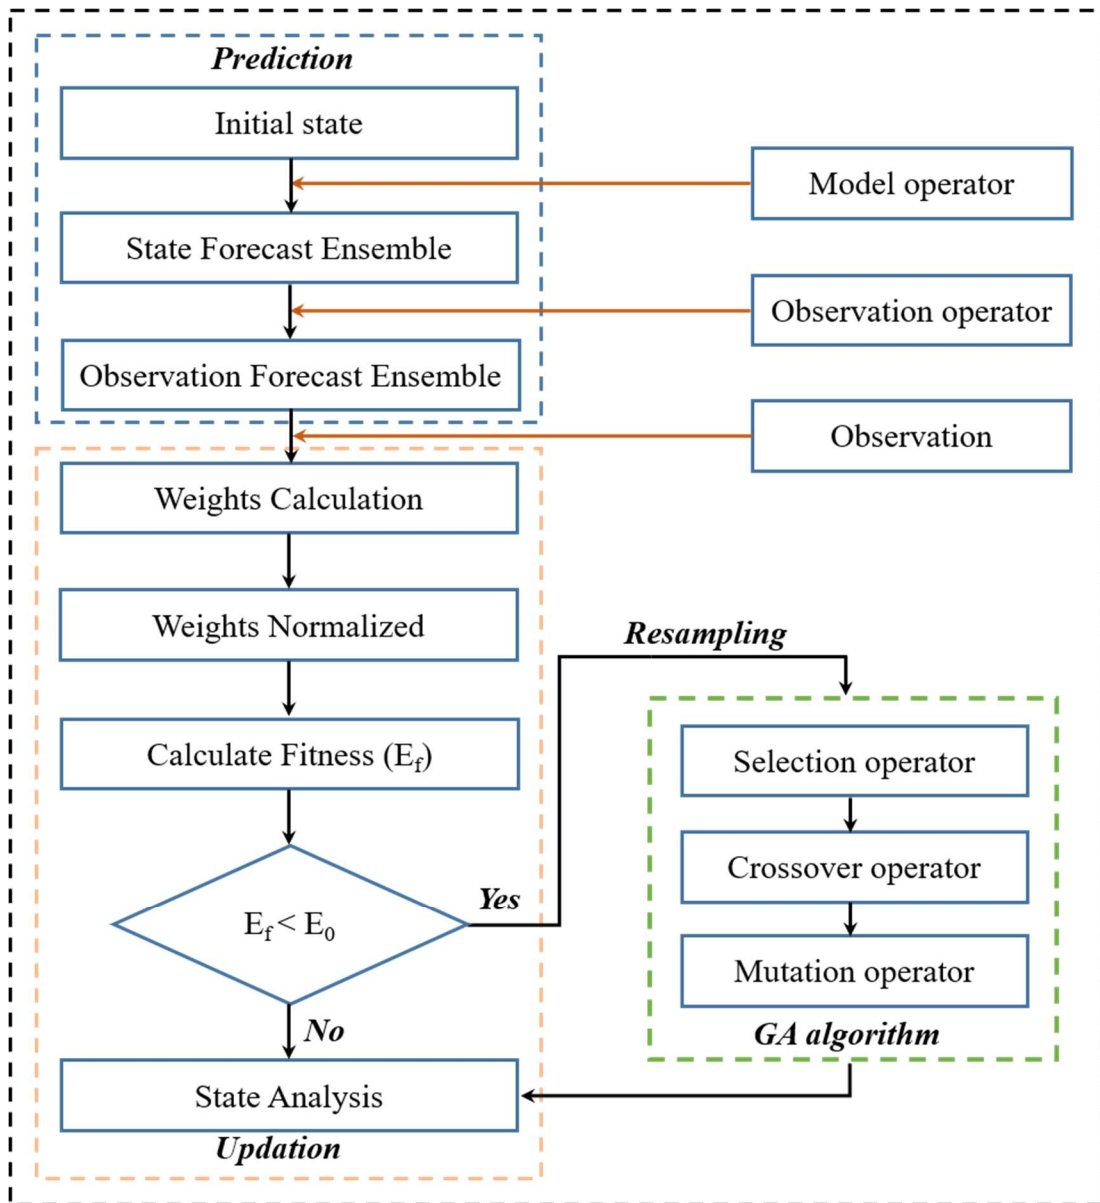 Prediction
Initial state
Model operator
State Forecast Ensemble
Observation operator
Observation Forecast Ensemble
Observation
Weights Calculation
Weights Normalized
Resampling
Calculate Fitness (Ef)
Selection operator
Crossover operator
Yes
Ef < E0
Mutation operator
GA algorithm
No
State Analysis
Updation